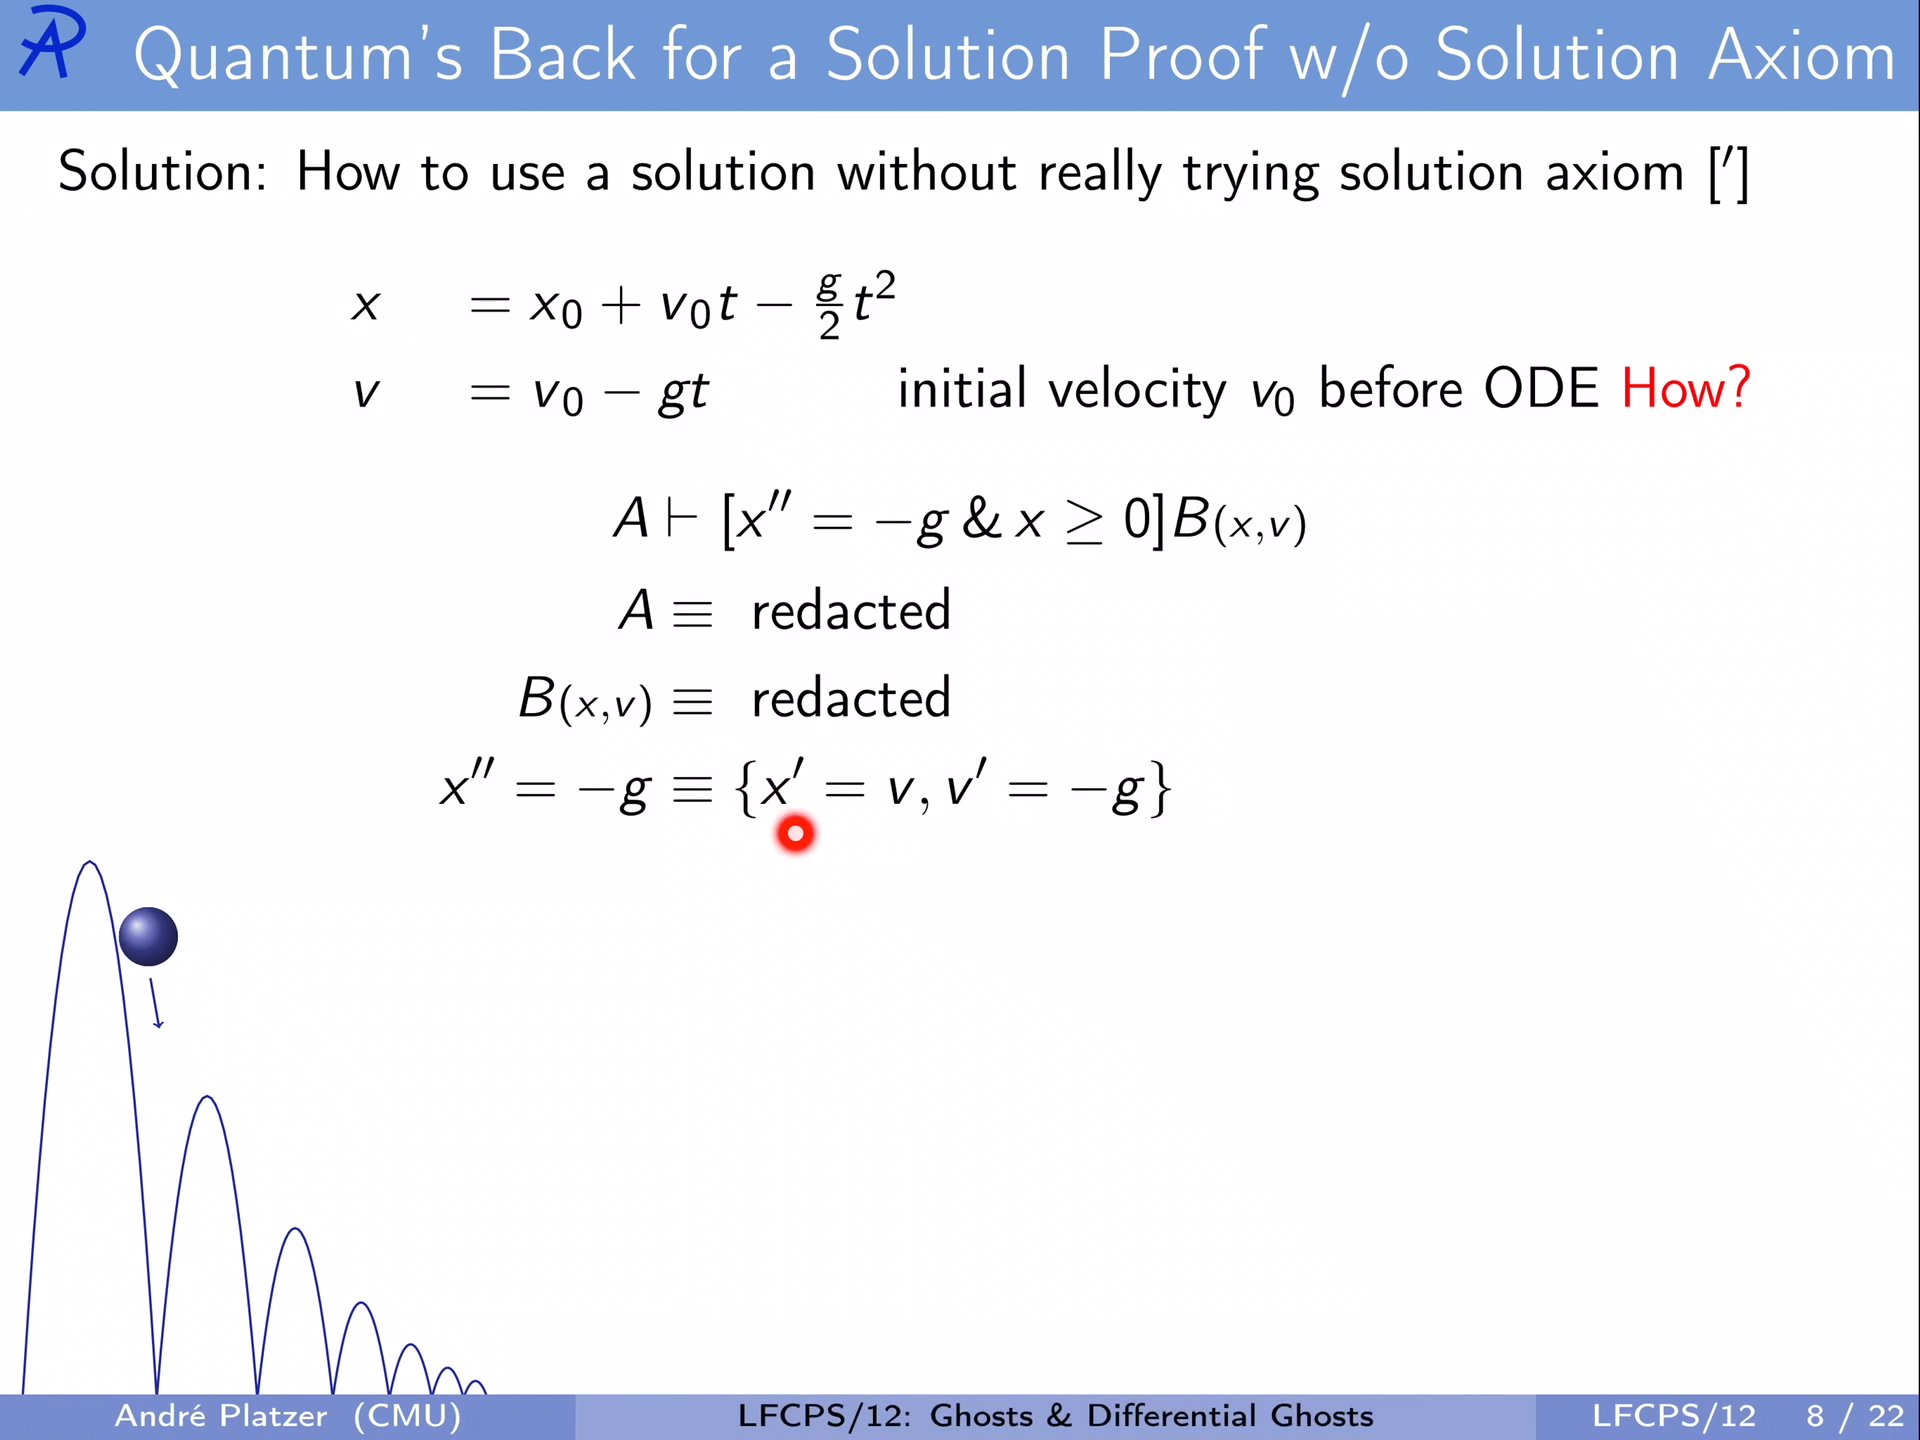 Quantum's Back for a Solution Proof w/o Solution Axiom
Solution: How to use a solution without really trying solution axiom [′]
x = x₀ + v₀t − g/2 t²
v = v₀ − gt initial velocity v₀ before ODE How?
A ⊢ [x′′ = −g & x ≥ 0]B(x,v)
A ≡ redacted
B(x,v) ≡ redacted
x′′ = −g ≡ {x′ = v, v′ = −g}
André Platzer (CMU) LFCPS/12: Ghosts & Differential Ghosts LFCPS/12 8 / 22